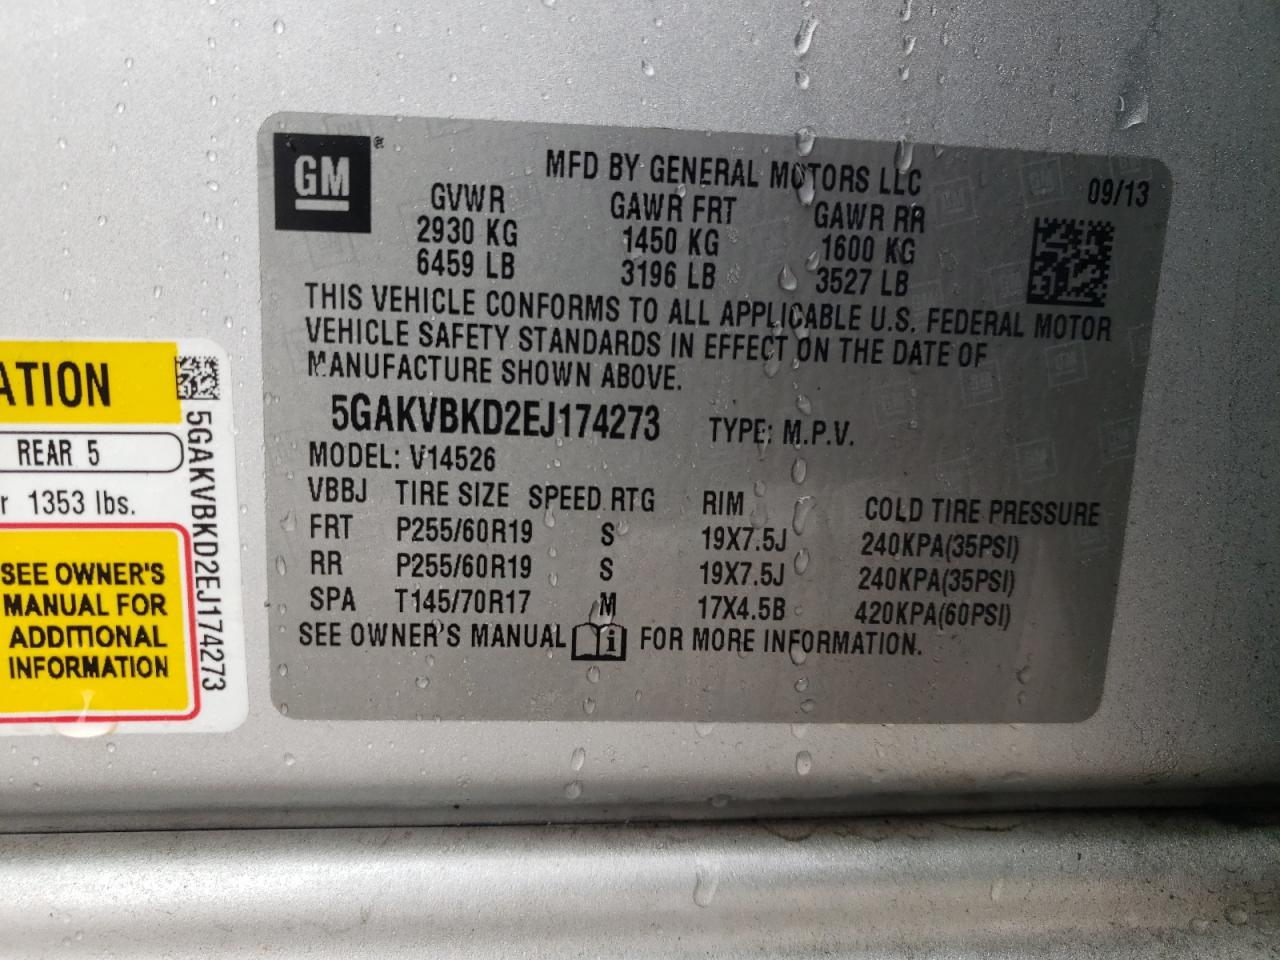 GM®
MFD BY GENERAL MOTORS LLC
09/13
GVWR GAWR FRT GAWR RR
2930 KG 1450 KG 1600 KG
6459 LB 3196 LB 3527 LB
THIS VEHICLE CONFORMS TO ALL APPLICABLE U.S. FEDERAL MOTOR
VEHICLE SAFETY STANDARDS IN EFFECT ON THE DATE OF
MANUFACTURE SHOWN ABOVE.
5GAKVBKD2EJ174273 TYPE: M.P.V.
MODEL: V14526
VBBJ TIRE SIZE SPEED RTG RIM COLD TIRE PRESSURE
FRT P255/60R19 S 19X7.5J 240KPA(35PSI)
RR P255/60R19 S 19X7.5J 240KPA(35PSI)
SPA T145/70R17 M 17X4.5B 420KPA(60PSI)
SEE OWNER'S MANUAL FOR MORE INFORMATION.
ATION
REAR 5
r 1353 lbs.
SEE OWNER'S
MANUAL FOR
ADDITIONAL
INFORMATION
5GAKVBKD2EJ174273